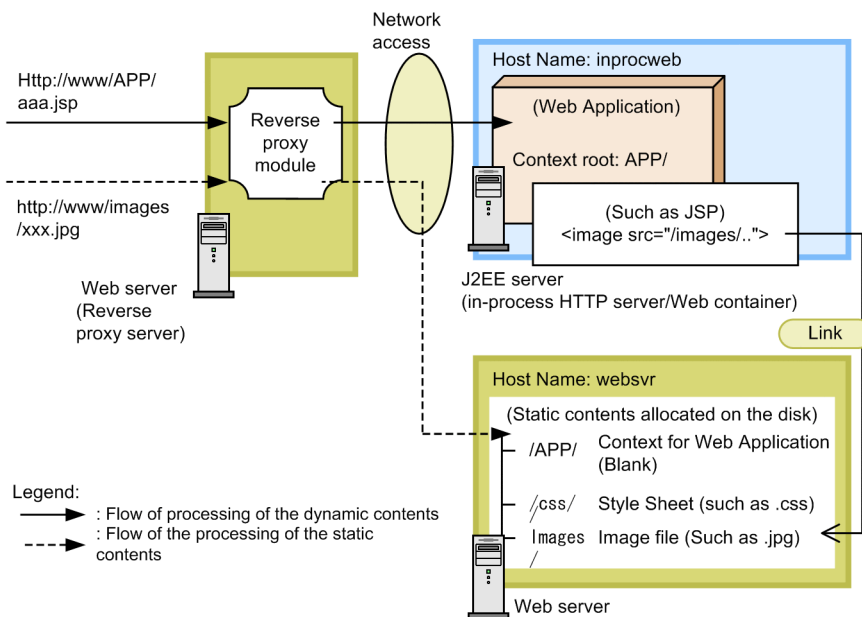 Network
access
Http://www/APP/
aaa.jsp
Reverse
proxy
module
http://www/images
/xxx.jpg
Web server
(Reverse
proxy server)
Host Name: inprocweb
(Web Application)
Context root: APP/
(Such as JSP)
<image src="/images/..">
J2EE server
(in-process HTTP server/Web container)
Link
Host Name: websvr
(Static contents allocated on the disk)
/APP/ Context for Web Application
(Blank)
/css/ Style Sheet (such as .css)
/
Images Image file (Such as .jpg)
/
Web server
Legend:
: Flow of processing of the dynamic contents
: Flow of the processing of the static
contents